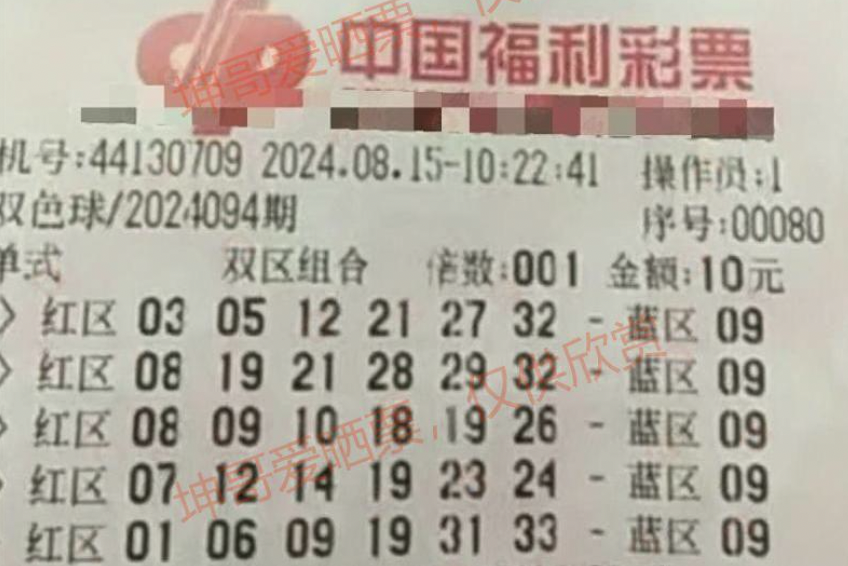 中国福利彩票
机号:44130709 2024.08.15-10:22:41 操作员:1
双色球/2024094期 序号:00080
单式 双区组合 倍数:001 金额:10元
红区 03 05 12 21 27 32 - 蓝区 09
红区 08 19 21 28 29 32 - 蓝区 09
红区 08 09 10 18 19 26 - 蓝区 09
红区 07 12 14 19 23 24 - 蓝区 09
红区 01 06 09 19 31 33 - 蓝区 09
坤哥爱晒票,仅供欣赏
坤哥爱晒票,仅供欣赏